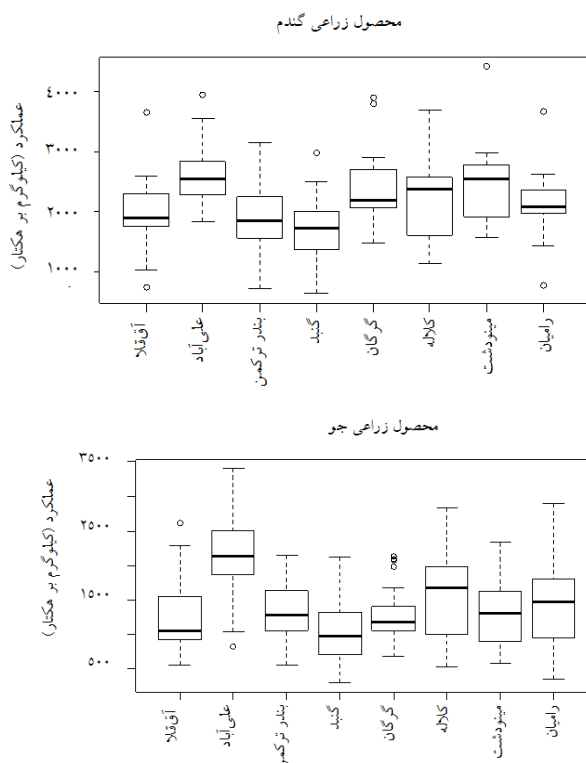 محصول زراعی گندم
عملکرد (کیلوگرم بر هکتار)
۴۰۰۰
۳۰۰۰
۲۰۰۰
۱۰۰۰
۰
آق‌قلا
علی‌آباد
بندر ترکمن
گنبد
گرگان
کلاله
مینودشت
رامیان
محصول زراعی جو
عملکرد (کیلوگرم بر هکتار)
۳۵۰۰
۲۵۰۰
۱۵۰۰
۵۰۰
آق‌قلا
علی‌آباد
بندر ترکمن
گنبد
گرگان
کلاله
مینودشت
رامیان